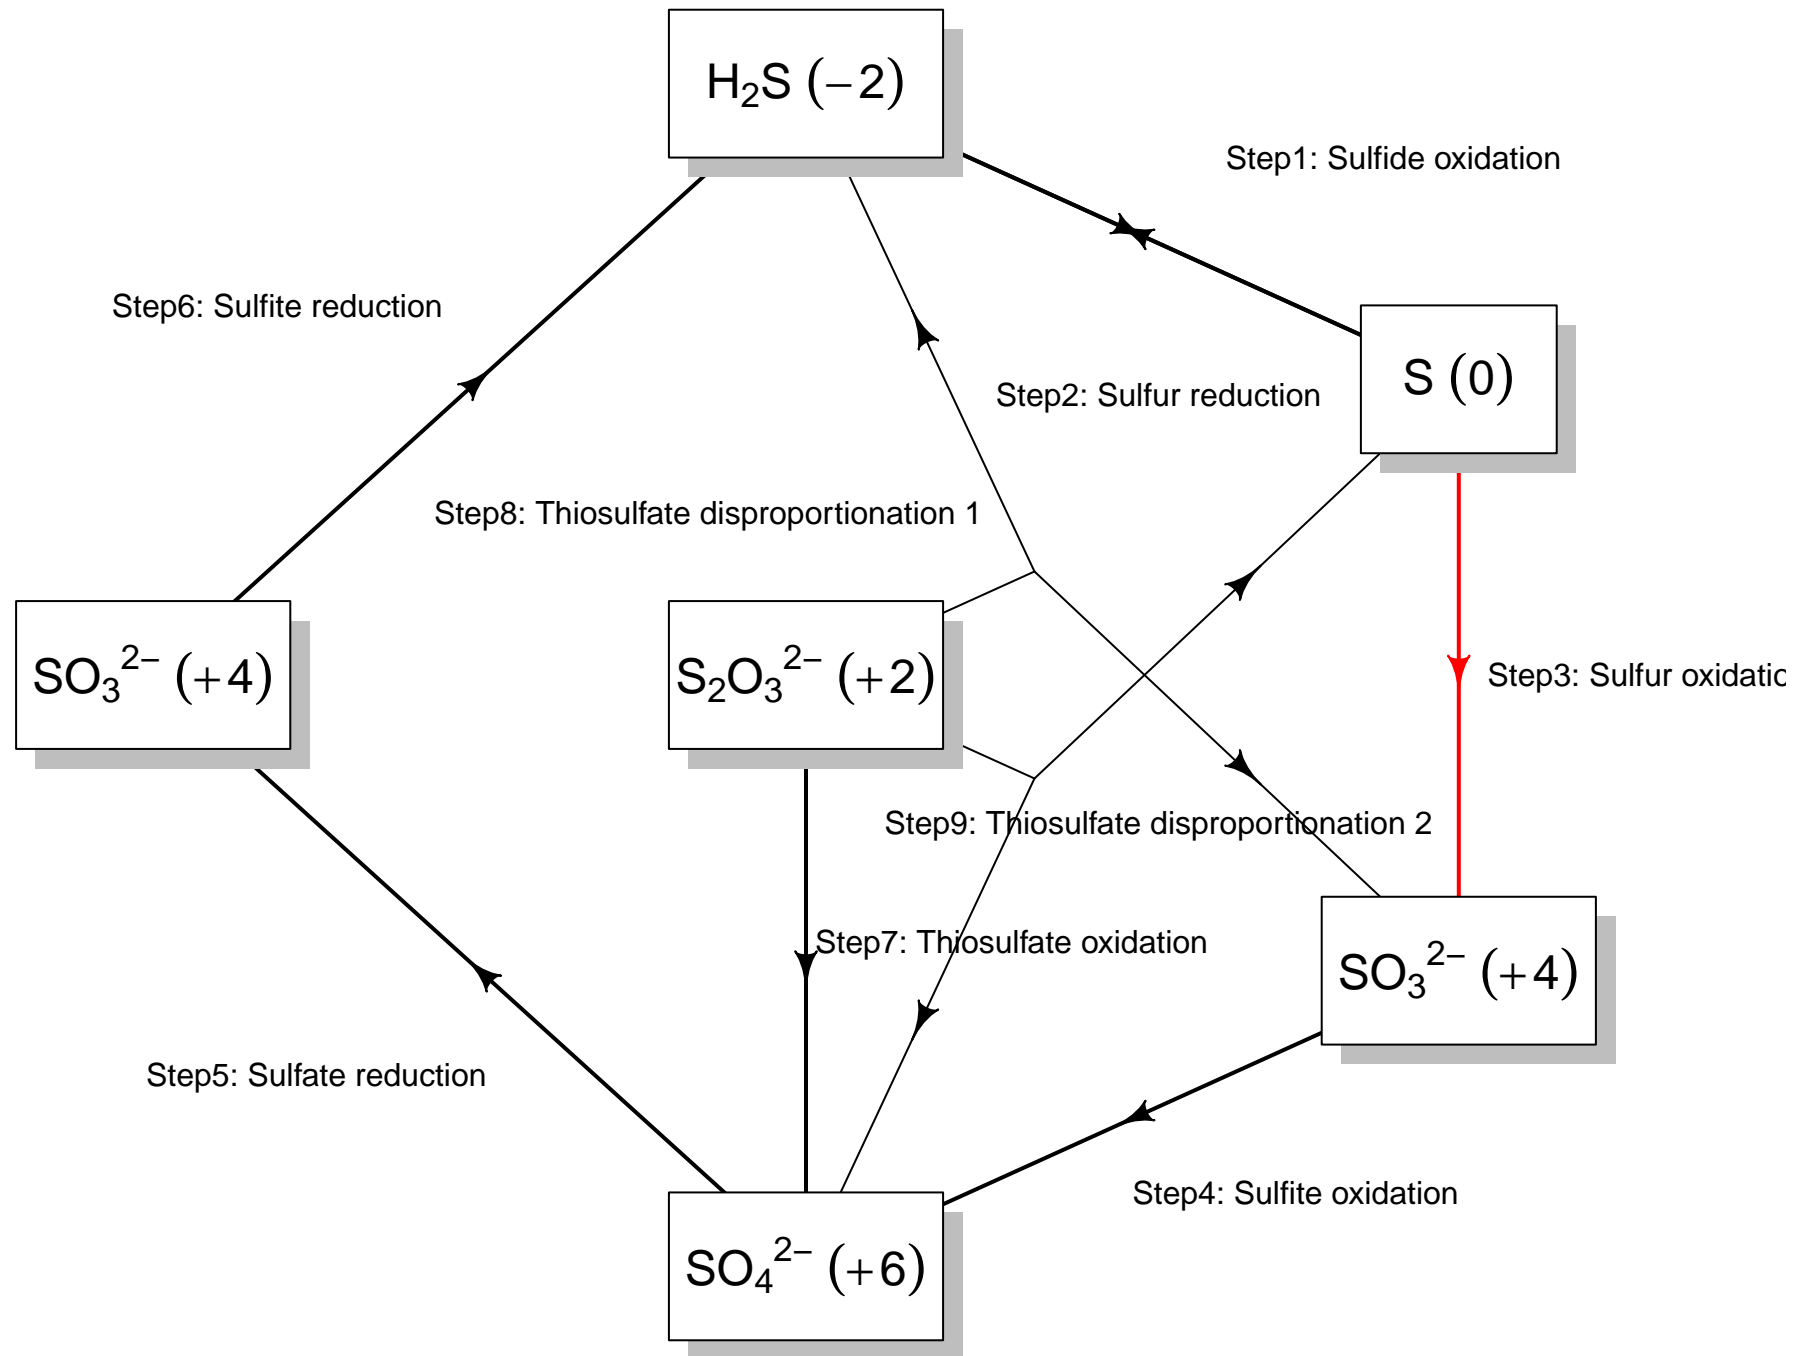 H₂S (−2)
Step1: Sulfide oxidation
Step6: Sulfite reduction
S (0)
Step2: Sulfur reduction
Step8: Thiosulfate disproportionation 1
SO₃²⁻ (+4)
S₂O₃²⁻ (+2)
Step3: Sulfur oxidatio
Step9: Thiosulfate disproportionation 2
Step7: Thiosulfate oxidation
SO₃²⁻ (+4)
Step5: Sulfate reduction
Step4: Sulfite oxidation
SO₄²⁻ (+6)